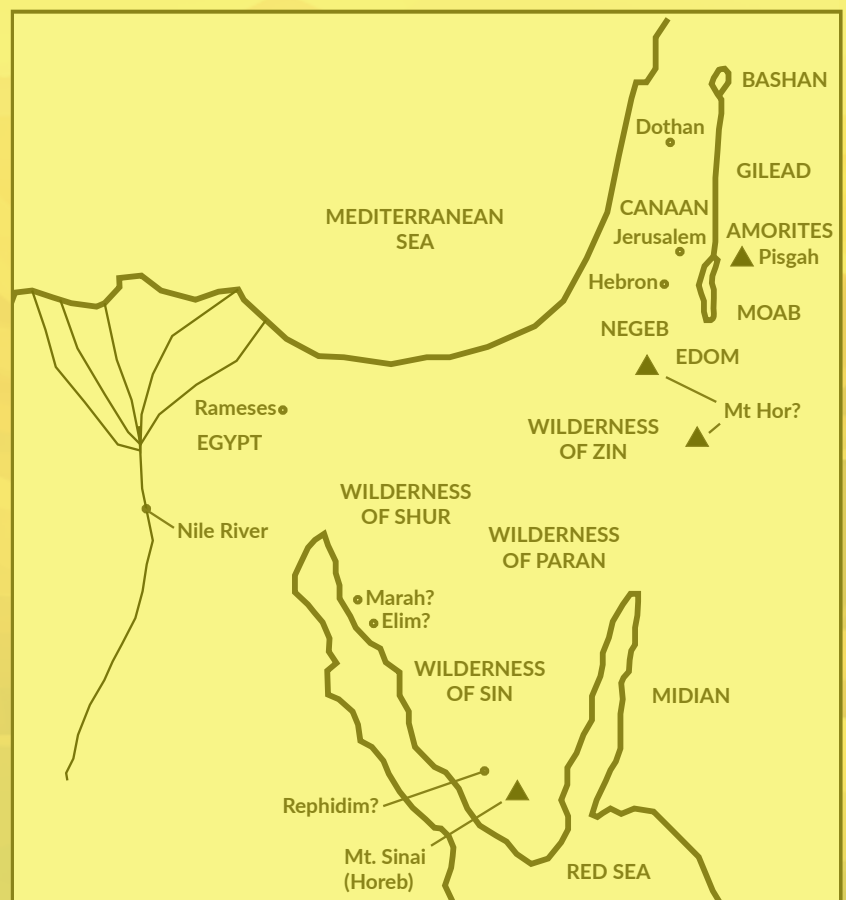 BASHAN
Dothan
GILEAD
CANAAN
MEDITERRANEAN
SEA
AMORITES
Jerusalem
Pisgah
Hebron
MOAB
NEGEB
EDOM
Rameses
Mt Hor?
EGYPT
WILDERNESS
OF ZIN
WILDERNESS
OF SHUR
Nile River
WILDERNESS
OF PARAN
Marah?
Elim?
WILDERNESS
OF SIN
MIDIAN
Rephidim?
Mt. Sinai
(Horeb)
RED SEA